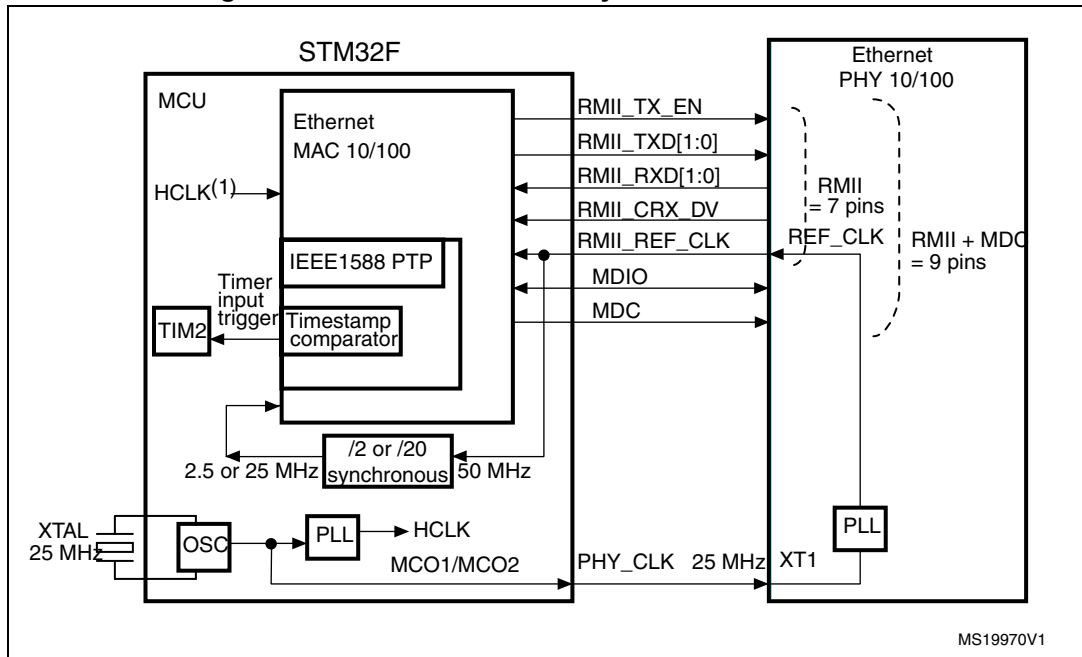 STM32F
MCU
Ethernet
MAC 10/100
HCLK(1)
IEEE1588 PTP
Timer
input
trigger
TIM2
Timestamp
comparator
/2 or /20
synchronous
2.5 or 25 MHz
50 MHz
XTAL
25 MHz
OSC
PLL
HCLK
MCO1/MCO2
RMII_TX_EN
RMII_TXD[1:0]
RMII_RXD[1:0]
RMII_CRX_DV
RMII_REF_CLK
MDIO
MDC
PHY_CLK 25 MHz
Ethernet
PHY 10/100
RMII
= 7 pins
REF_CLK
RMII + MDC
= 9 pins
PLL
XT1
MS19970V1